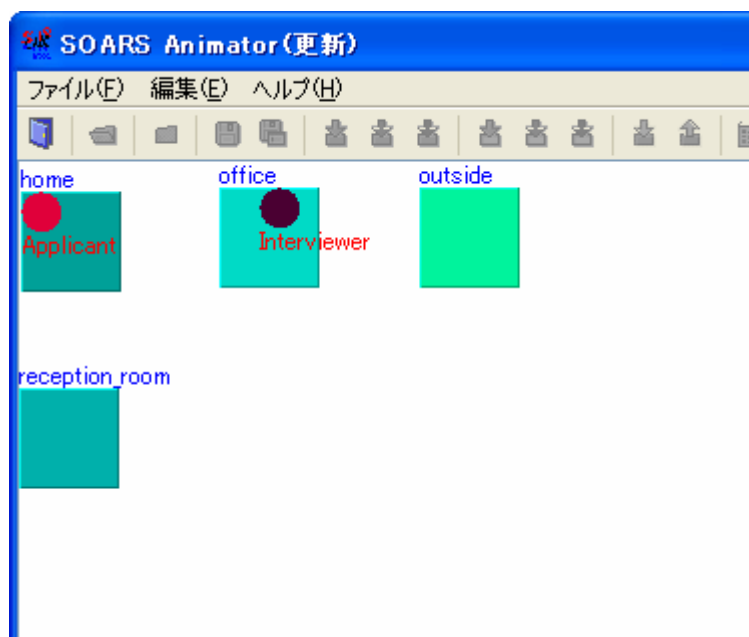 SOARS Animator(更新)
ファイル(F) 編集(E) ヘルプ(H)
home office outside
Applicant Interviewer
reception_room